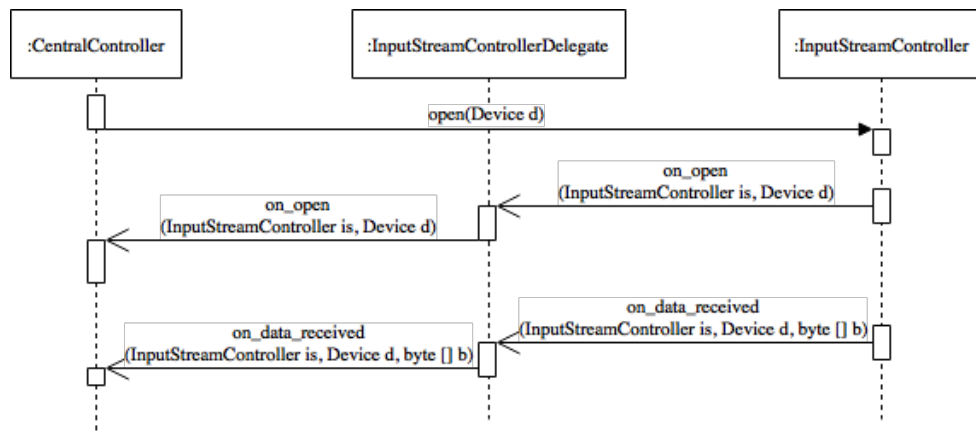 :CentralController
:InputStreamControllerDelegate
:InputStreamController
open(Device d)
on_open
(InputStreamController is, Device d)
on_open
(InputStreamController is, Device d)
on_data_received
(InputStreamController is, Device d, byte [] b)
on_data_received
(InputStreamController is, Device d, byte [] b)